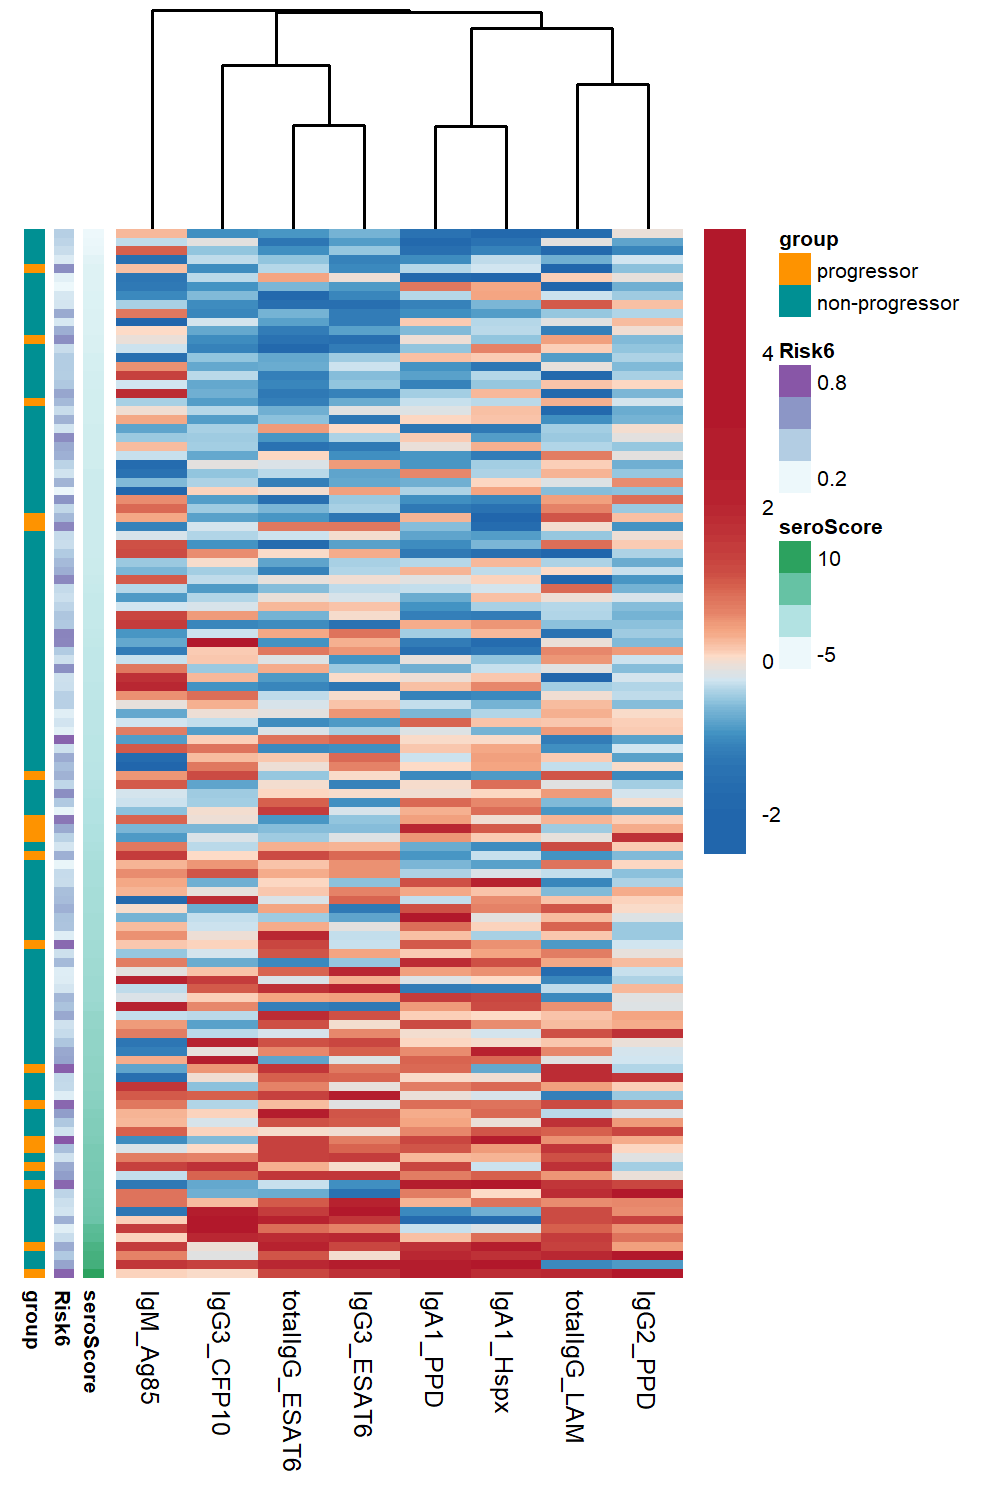 group
progressor
non-progressor
4
Risk6
0.8
0.2
2
seroScore
10
0
-5
-2
group
Risk6
seroScore
IgM_Ag85
IgG3_CFP10
totalIgG_ESAT6
IgG3_ESAT6
IgA1_PPD
IgA1_Hspx
totalIgG_LAM
IgG2_PPD